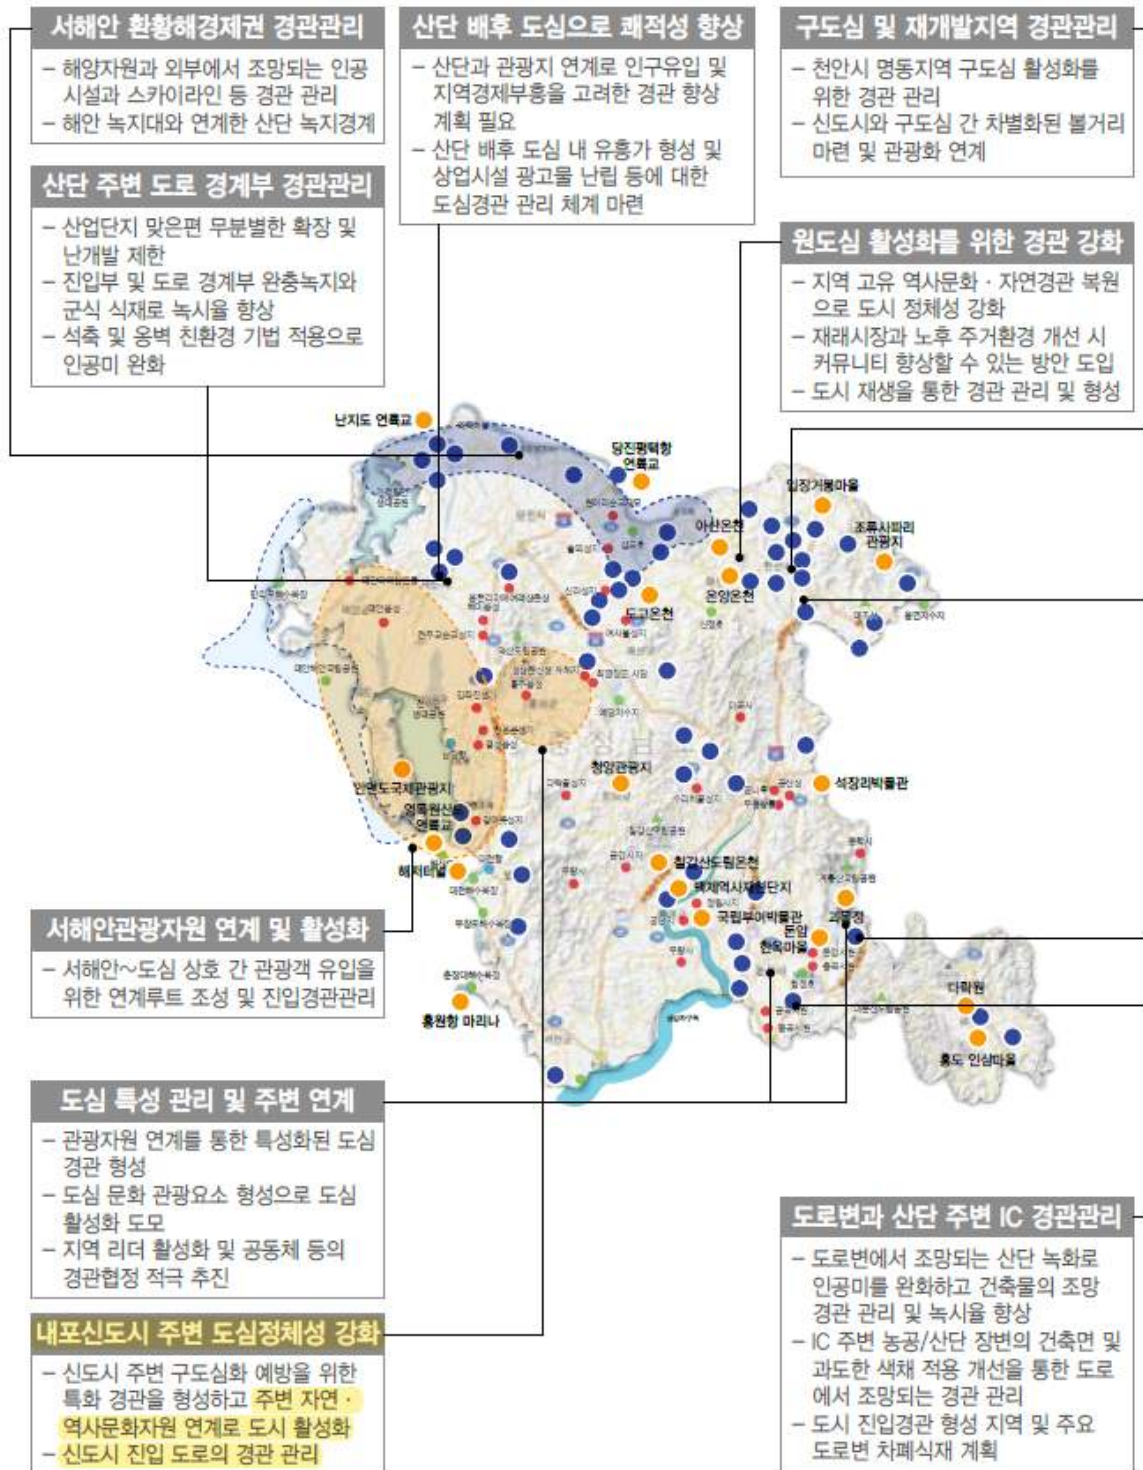 서해안 환황해경제권 경관관리
– 해양자원과 외부에서 조망되는 인공
시설과 스카이라인 등 경관 관리
– 해안 녹지대와 연계한 산단 녹지경계
산단 배후 도심으로 쾌적성 향상
– 산단과 관광지 연계로 인구유입 및
지역경제부흥을 고려한 경관 향상
계획 필요
– 산단 배후 도심 내 유흥가 형성 및
상업시설 광고물 난립 등에 대한
도심경관 관리 체계 마련
구도심 및 재개발지역 경관관리
– 천안시 명동지역 구도심 활성화를
위한 경관 관리
– 신도시와 구도심 간 차별화된 볼거리
마련 및 관광화 연계
산단 주변 도로 경계부 경관관리
– 산업단지 맞은편 무분별한 확장 및
난개발 제한
– 진입부 및 도로 경계부 완충녹지와
군식 식재로 녹시율 향상
– 석축 및 옹벽 친환경 기법 적용으로
인공미 완화
원도심 활성화를 위한 경관 강화
– 지역 고유 역사문화 · 자연경관 복원
으로 도시 정체성 강화
– 재래시장과 노후 주거환경 개선 시
커뮤니티 향상할 수 있는 방안 도입
– 도시 재생을 통한 경관 관리 및 형성
난지도 연륙교
당진평택항
연륙교
입장거봉마을
아산온천
조류사파리
관광지
온양온천
도고온천
청양관광지
석장리박물관
안면도국제관광지
영목원산도
연륙교
해저터널
칠갑산도림온천
백제역사재현단지
국립부여박물관
돈암
한옥마을
홍원항 마리나
다락원
홍도 인삼마을
서해안관광자원 연계 및 활성화
– 서해안~도심 상호 간 관광객 유입을
위한 연계루트 조성 및 진입경관관리
도심 특성 관리 및 주변 연계
– 관광자원 연계를 통한 특성화된 도심
경관 형성
– 도심 문화 관광요소 형성으로 도심
활성화 도모
– 지역 리더 활성화 및 공동체 등의
경관협정 적극 추진
내포신도시 주변 도심정체성 강화
– 신도시 주변 구도심화 예방을 위한
특화 경관을 형성하고 주변 자연 ·
역사문화자원 연계로 도시 활성화
– 신도시 진입 도로의 경관 관리
도로변과 산단 주변 IC 경관관리
– 도로변에서 조망되는 산단 녹화로
인공미를 완화하고 건축물의 조망
경관 관리 및 녹시율 향상
– IC 주변 농공/산단 장변의 건축면 및
과도한 색채 적용 개선을 통한 도로
에서 조망되는 경관 관리
– 도시 진입경관 형성 지역 및 주요
도로변 차폐식재 계획